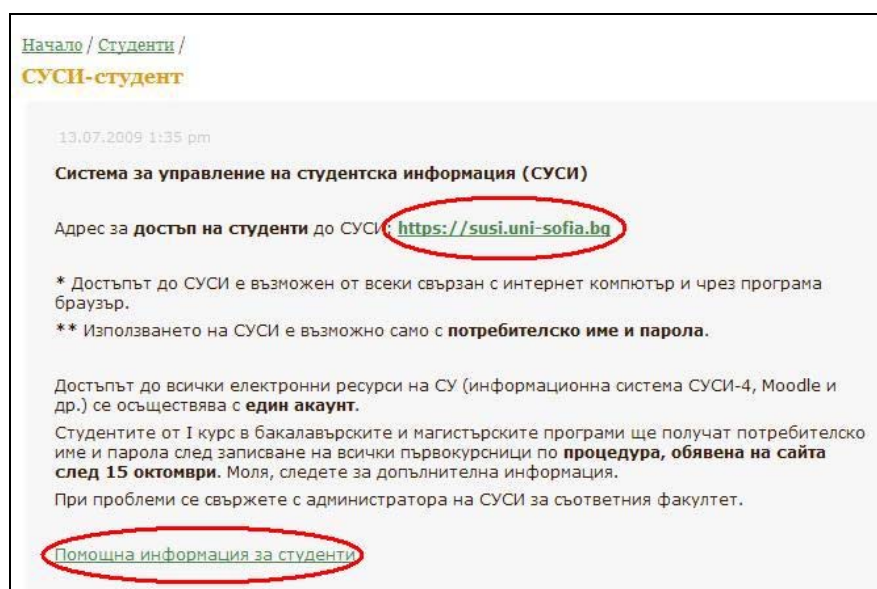 Начало / Студенти /
СУСИ-студент
13.07.2009 1:35 pm
Система за управление на студентска информация (СУСИ)
Адрес за достъп на студенти до СУСИ: https://susi.uni-sofia.bg
* Достъпът до СУСИ е възможен от всеки свързан с интернет компютър и чрез програма
браузър.
** Използването на СУСИ е възможно само с потребителско име и парола.
Достъпът до всички електронни ресурси на СУ (информационна система СУСИ-4, Moodle и
др.) се осъществява с един акаунт.
Студентите от I курс в бакалавърските и магистърските програми ще получат потребителско
име и парола след записване на всички първокурсници по процедура, обявена на сайта
след 15 октомври. Моля, следете за допълнителна информация.
При проблеми се свържете с администратора на СУСИ за съответния факултет.
Помощна информация за студенти